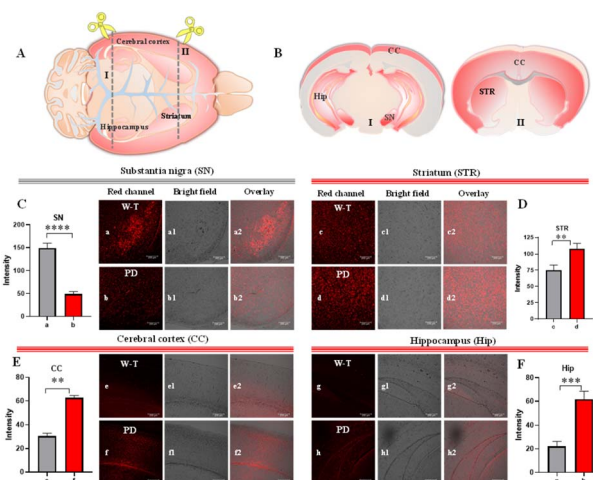 A
Cerebral cortex
II
I
Hippocampus
Striatum
B
CC
Hip
SN
I
CC
STR
II
Substantia nigra (SN)
Striatum (STR)
Red channel Bright field Overlay
Red channel Bright field Overlay
C
SN
****
Intensity
200
150
100
50
0
a b
W-T
a a1 a2
PD
b b1 b2
W-T
c c1 c2
PD
d d1 d2
D
STR
**
Intensity
125
100
75
50
25
0
c d
Cerebral cortex (CC)
Hippocampus (Hip)
E
CC
**
Intensity
80
60
40
20
0
W-T
e e1 e2
PD
f f1 f2
W-T
g g1 g2
PD
h h1 h2
F
Hip
***
Intensity
80
60
40
20
0